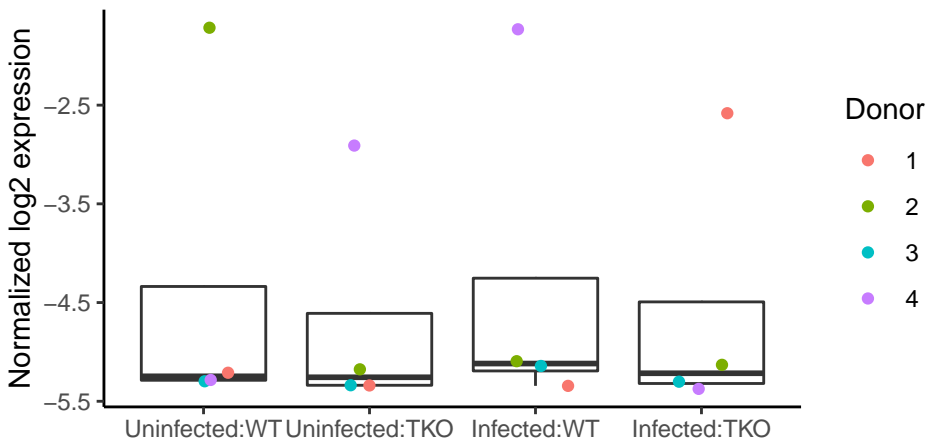 Normalized log2 expression
−2.5
−3.5
−4.5
−5.5
Uninfected:WT
Uninfected:TKO
Infected:WT
Infected:TKO
Donor
1
2
3
4